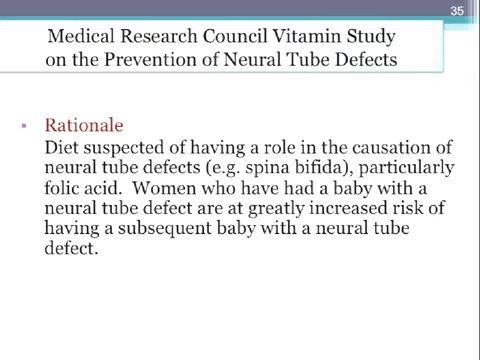 35
Medical Research Council Vitamin Study
on the Prevention of Neural Tube Defects
• Rationale
Diet suspected of having a role in the causation of
neural tube defects (e.g. spina bifida), particularly
folic acid. Women who have had a baby with a
neural tube defect are at greatly increased risk of
having a subsequent baby with a neural tube
defect.